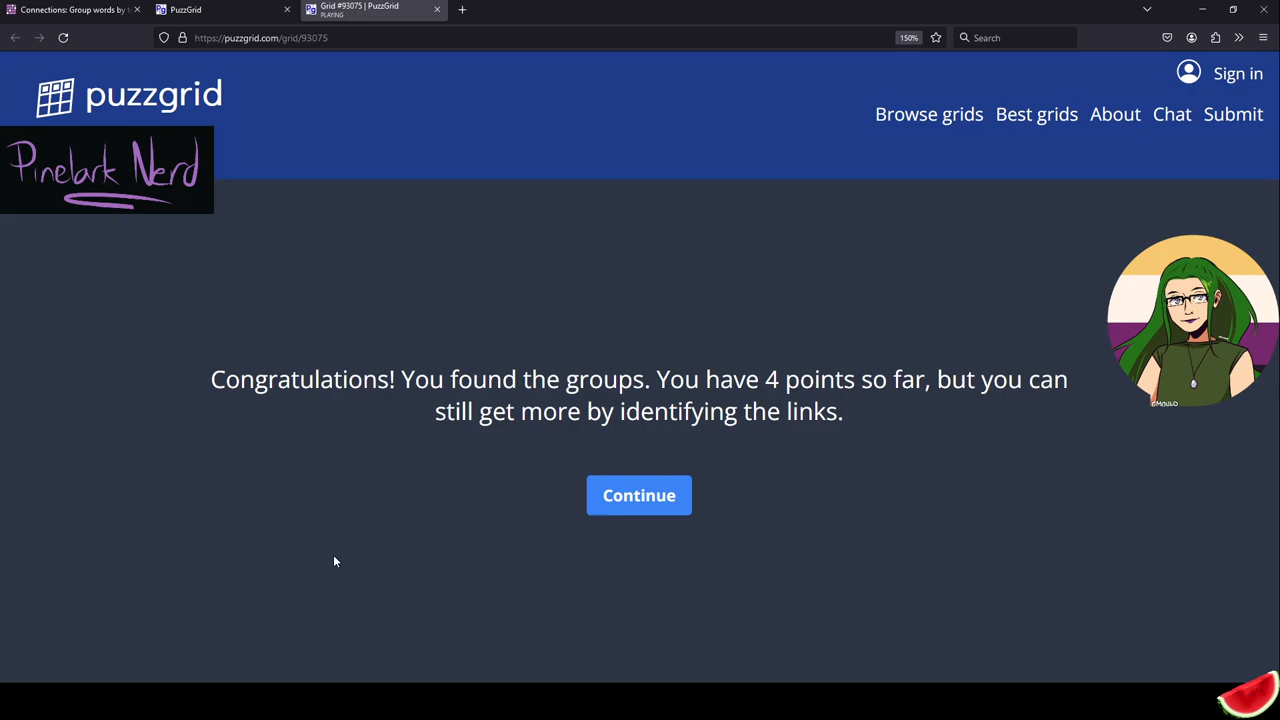 Connections: Group words by
PuzzGrid
Grid #93075 | PuzzGrid
PLAYING
https://puzzgrid.com/grid/93075
150%
Search
puzzgrid
Sign in
Browse grids Best grids About Chat Submit
Pinelark Nerd
Congratulations! You found the groups. You have 4 points so far, but you can
still get more by identifying the links.
Continue